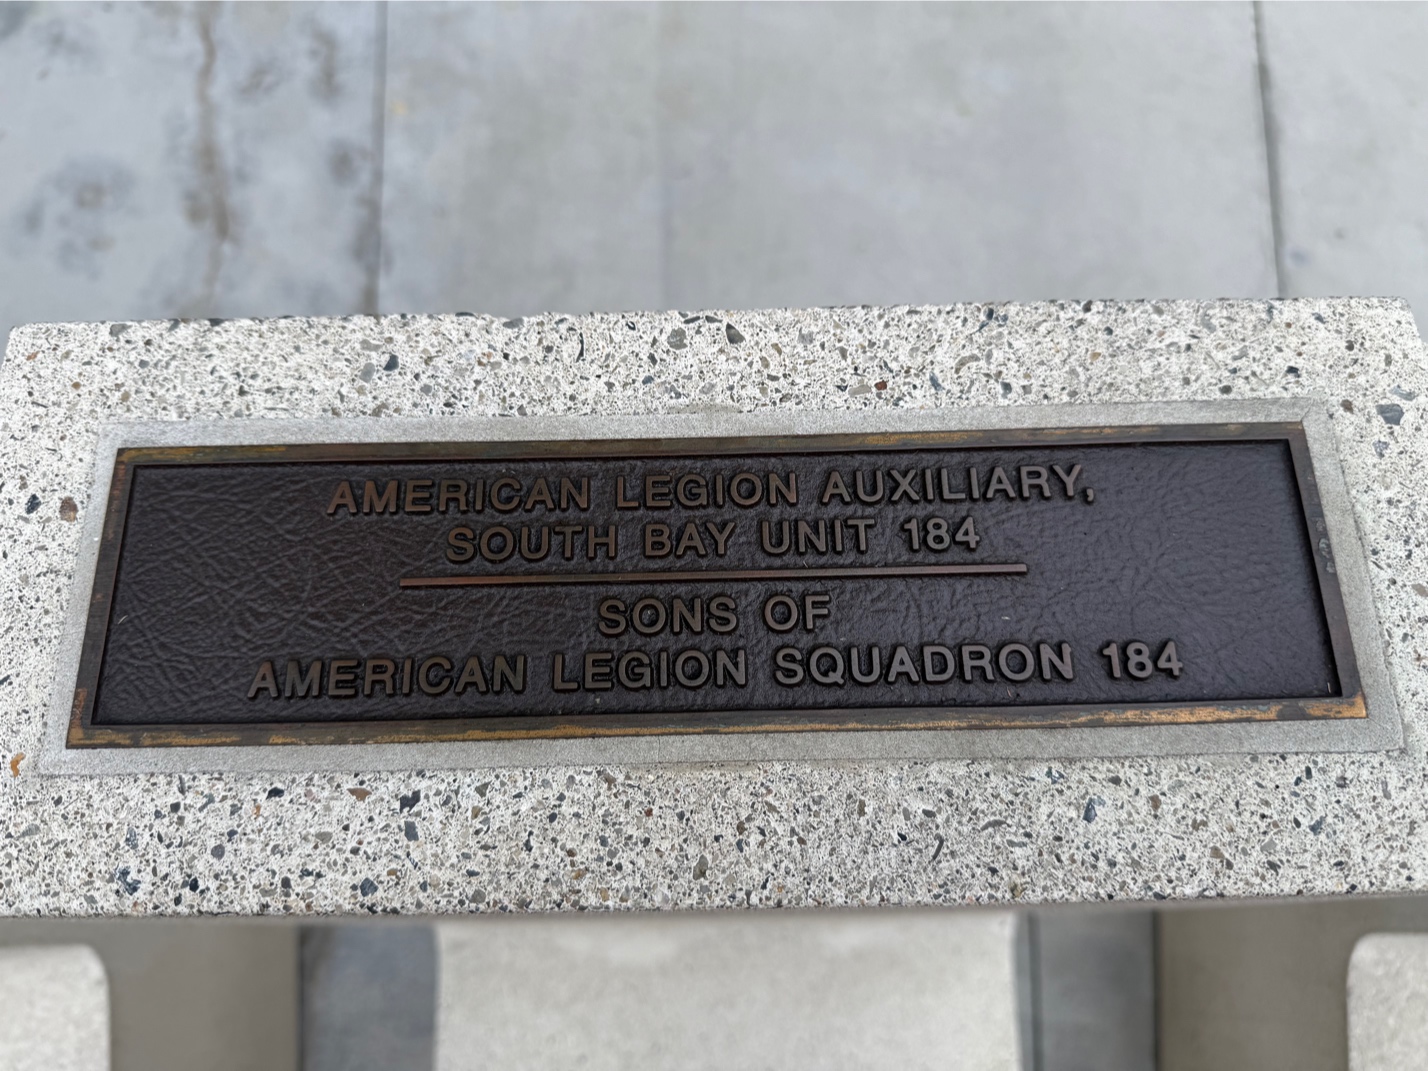 AMERICAN LEGION AUXILIARY,
SOUTH BAY UNIT 184
SONS OF
AMERICAN LEGION SQUADRON 184